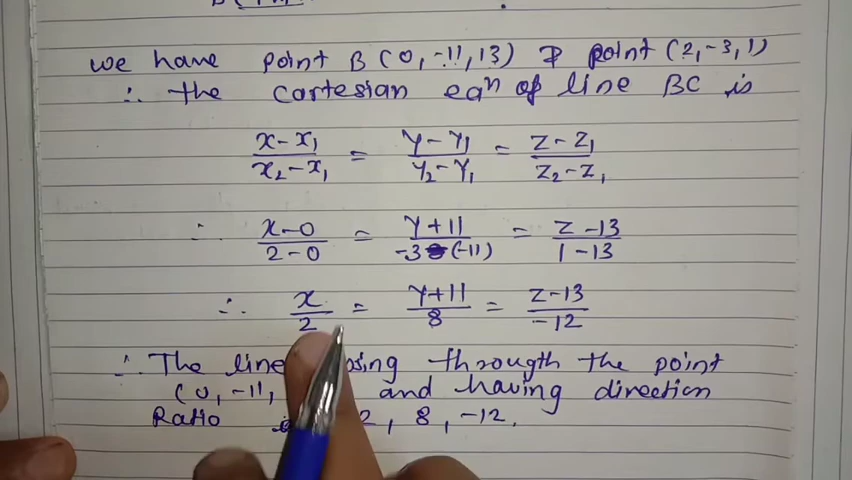 we have point B (0, -11, 13) & point (2, -3, 1)
∴ the cartesian eqn of line BC is
x-x₁/x₂-x₁ = y-y₁/y₂-y₁ = z-z₁/z₂-z₁
∴ x-0/2-0 = y+11/-3-(-11) = z-13/1-13
∴ x/2 = y+11/8 = z-13/-12
∴ The line througth the point
(0, -11, and having direction
Ratio 2, 8, -12.